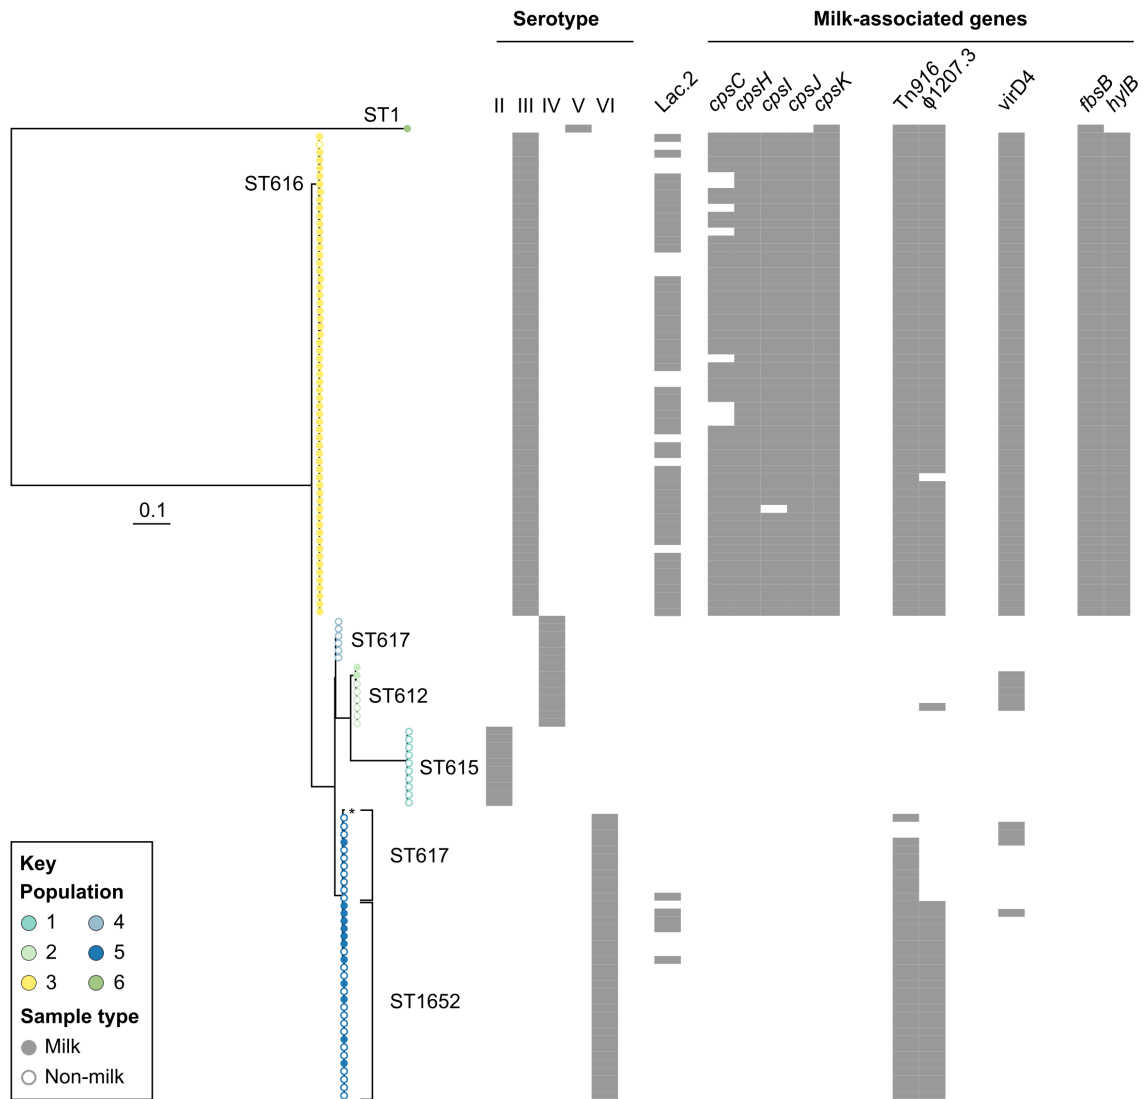 Serotype
Milk-associated genes
II III IV V VI
Lac.2
cpsC
cpsH
cpsI
cpsJ
cpsK
Tn916
ϕ1207.3
virD4
fbsB
hylB
ST1
ST616
0.1
ST617
ST612
ST615
*
ST617
ST1652
Key
Population
1 4
2 5
3 6
Sample type
Milk
Non-milk